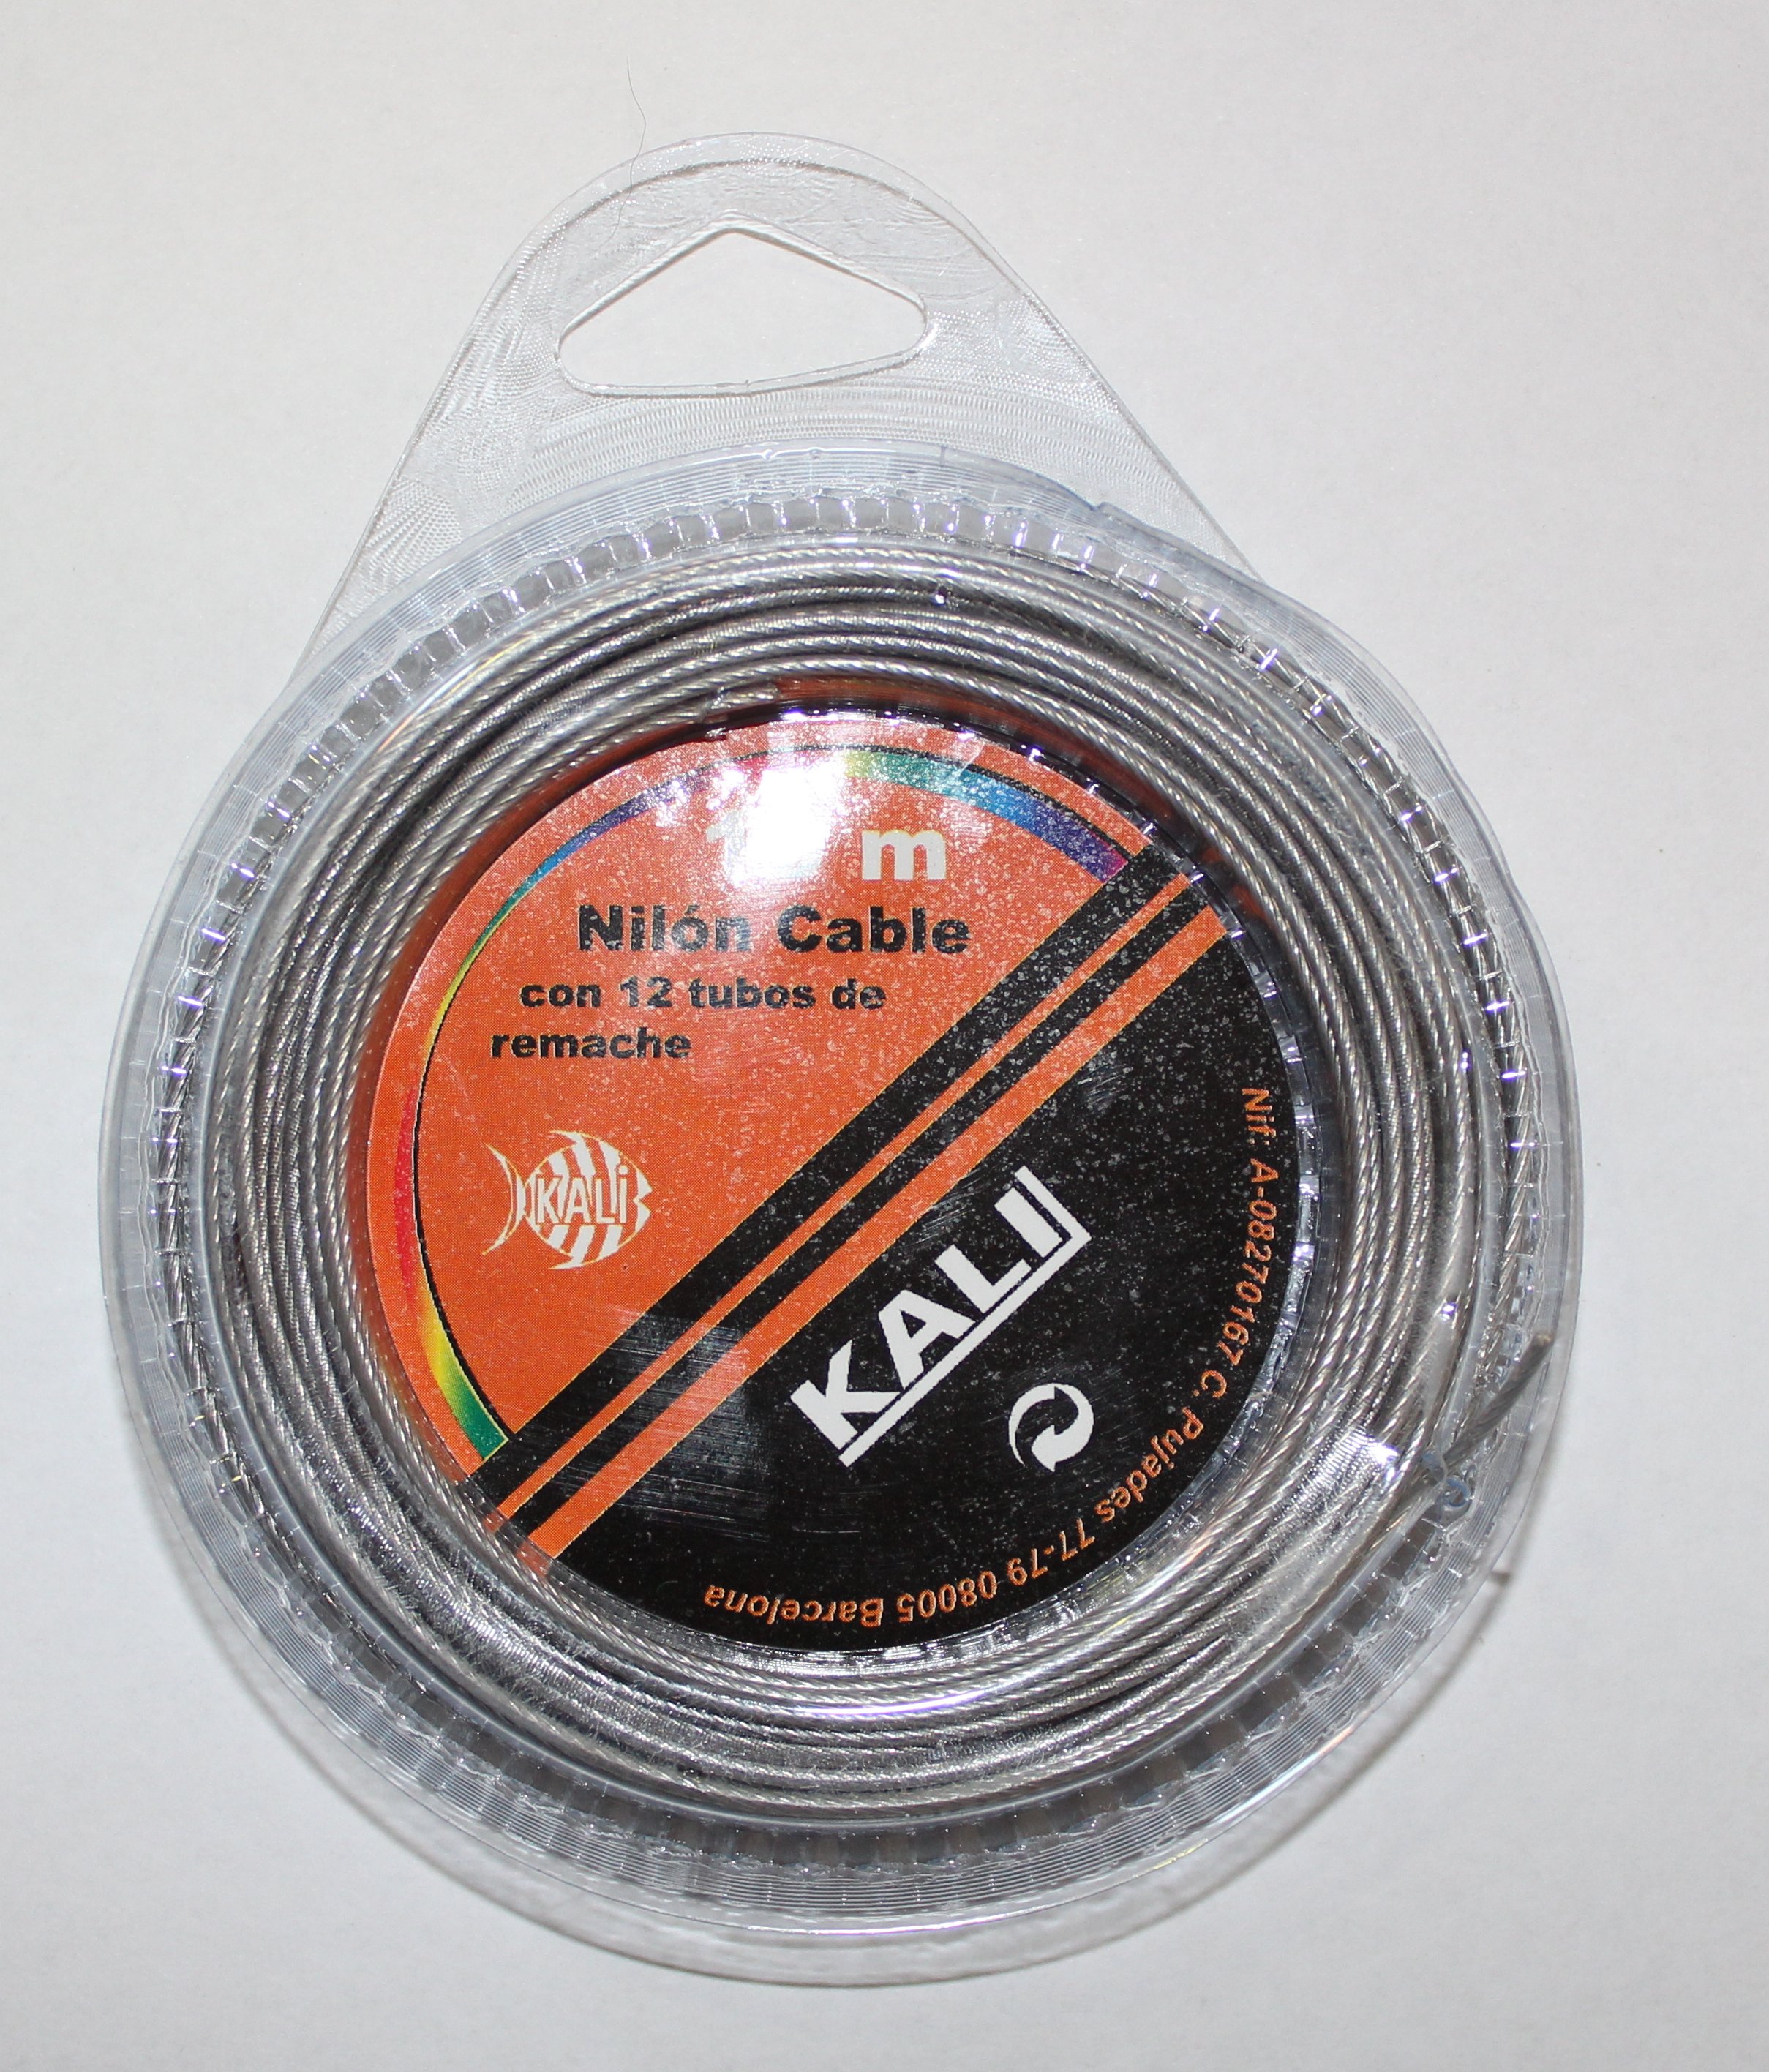 m
Nilón Cable
con 12 tubos de
remache
KALI
KALI
Nif: A-08270167 C. Pujades 77-79 08005 Barcelona